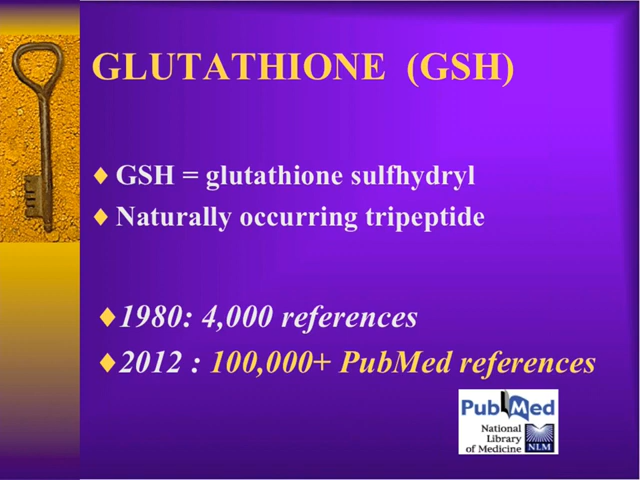 GLUTATHIONE (GSH)
GSH = glutathione sulfhydryl
Naturally occurring tripeptide
1980: 4,000 references
2012 : 100,000+ PubMed references
PubMed
National
Library
of Medicine
NLM